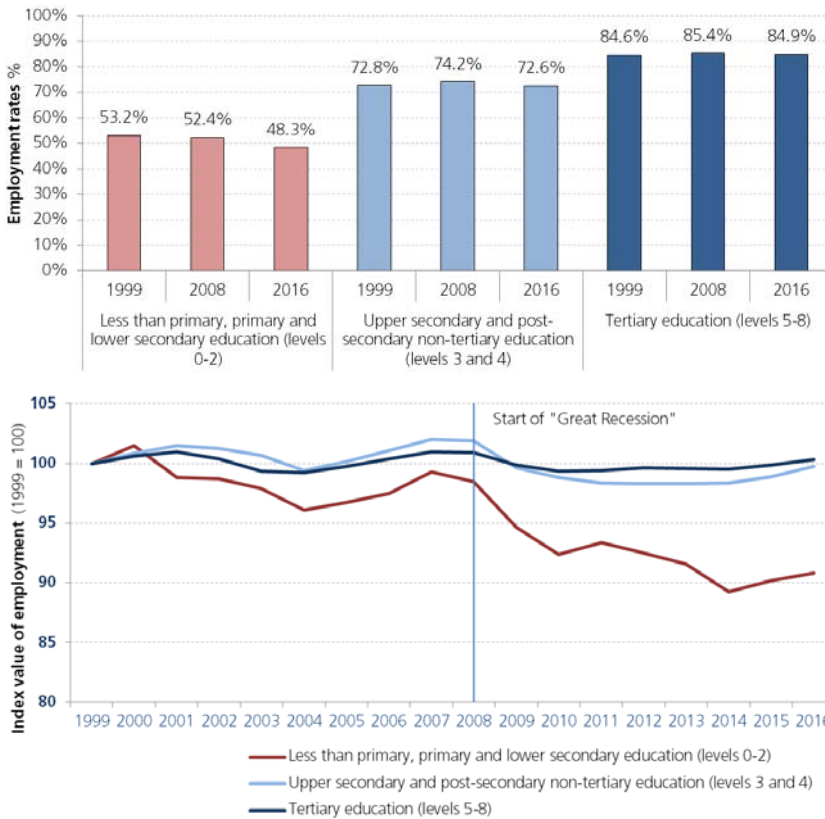 100%
90%
80%
70%
60%
50%
40%
30%
20%
10%
0%
Employment rates %
53.2%
52.4%
48.3%
72.8%
74.2%
72.6%
84.6%
85.4%
84.9%
1999
2008
2016
1999
2008
2016
1999
2008
2016
Less than primary, primary and
lower secondary education (levels
0-2)
Upper secondary and post-
secondary non-tertiary education
(levels 3 and 4)
Tertiary education (levels 5-8)
105
100
95
90
85
80
Index value of employment (1999 = 100)
Start of "Great Recession"
1999 2000 2001 2002 2003 2004 2005 2006 2007 2008 2009 2010 2011 2012 2013 2014 2015 2016
Less than primary, primary and lower secondary education (levels 0-2)
Upper secondary and post-secondary non-tertiary education (levels 3 and 4)
Tertiary education (levels 5-8)